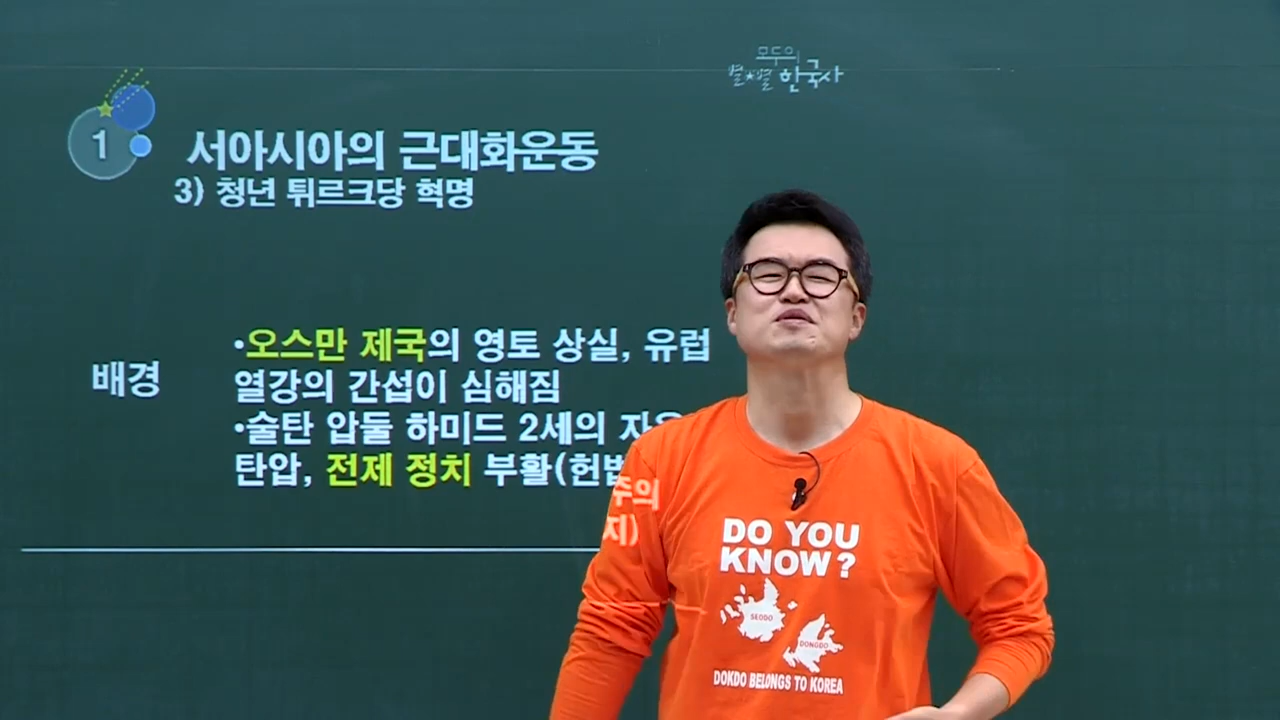 모두의
별★별 한국사
1
서아시아의 근대화운동
3) 청년 튀르크당 혁명
배경
•오스만 제국의 영토 상실, 유럽
열강의 간섭이 심해짐
•술탄 압둘 하미드 2세의 자유
주의
탄압, 전제 정치 부활(헌법
지)
DO YOU
KNOW?
SEODO
DONGDO
DOKDO BELONGS TO KOREA